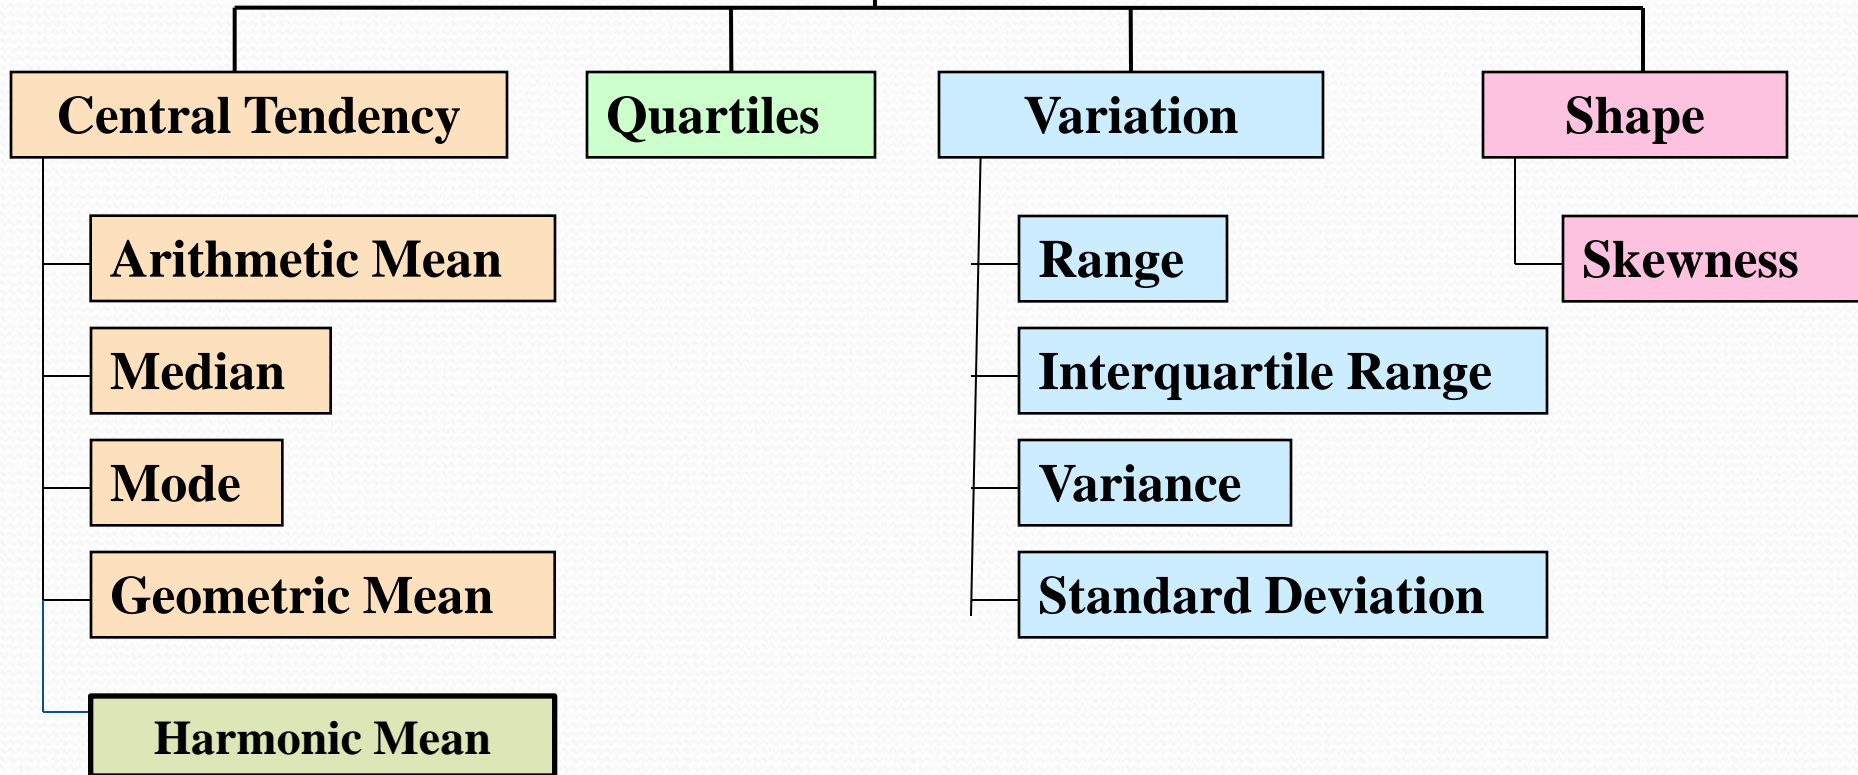 Central Tendency
Quartiles
Variation
Shape
Arithmetic Mean
Median
Mode
Geometric Mean
Harmonic Mean
Range
Interquartile Range
Variance
Standard Deviation
Skewness